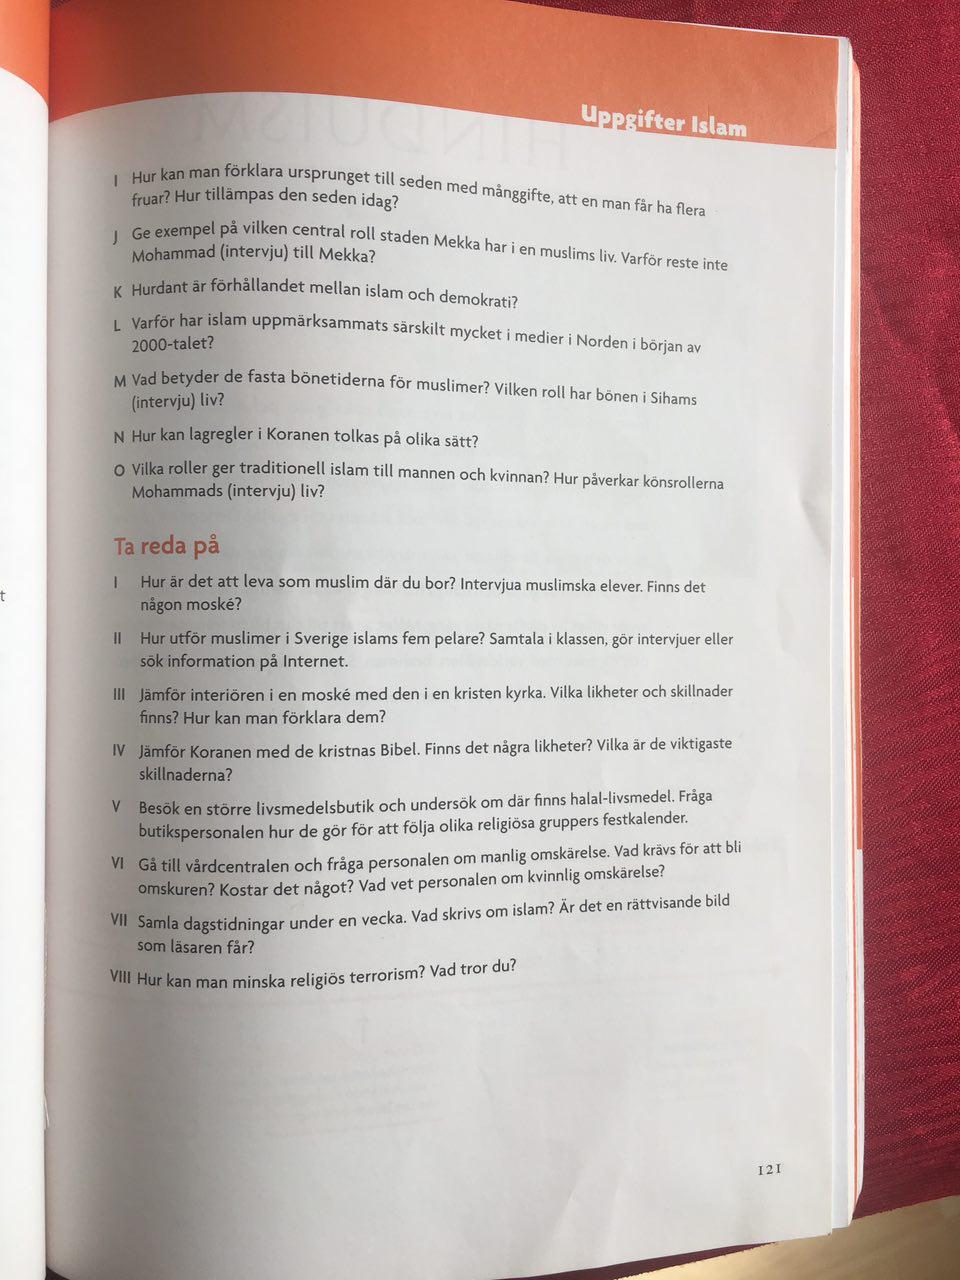 Uppgifter Islam
I Hur kan man förklara ursprunget till seden med månggifte, att en man får ha flera
fruar? Hur tillämpas den seden idag?
J Ge exempel på vilken central roll staden Mekka har i en muslims liv. Varför reste inte
Mohammad (intervju) till Mekka?
K Hurdant är förhållandet mellan islam och demokrati?
L Varför har islam uppmärksammats särskilt mycket i medier i Norden i början av
2000-talet?
M Vad betyder de fasta bönetiderna för muslimer? Vilken roll har bönen i Sihams
(intervju) liv?
N Hur kan lagregler i Koranen tolkas på olika sätt?
O Vilka roller ger traditionell islam till mannen och kvinnan? Hur påverkar könsrollerna
Mohammads (intervju) liv?
Ta reda på
I Hur är det att leva som muslim där du bor? Intervjua muslimska elever. Finns det
någon moské?
II Hur utför muslimer i Sverige islams fem pelare? Samtala i klassen, gör intervjuer eller
sök information på Internet.
III Jämför interiören i en moské med den i en kristen kyrka. Vilka likheter och skillnader
finns? Hur kan man förklara dem?
IV Jämför Koranen med de kristnas Bibel. Finns det några likheter? Vilka är de viktigaste
skillnaderna?
V Besök en större livsmedelsbutik och undersök om där finns halal-livsmedel. Fråga
butikspersonalen hur de gör för att följa olika religiösa gruppers festkalender.
VI Gå till vårdcentralen och fråga personalen om manlig omskärelse. Vad krävs för att bli
omskuren? Kostar det något? Vad vet personalen om kvinnlig omskärelse?
VII Samla dagstidningar under en vecka. Vad skrivs om islam? Är det en rättvisande bild
som läsaren får?
VIII Hur kan man minska religiös terrorism? Vad tror du?
t
121